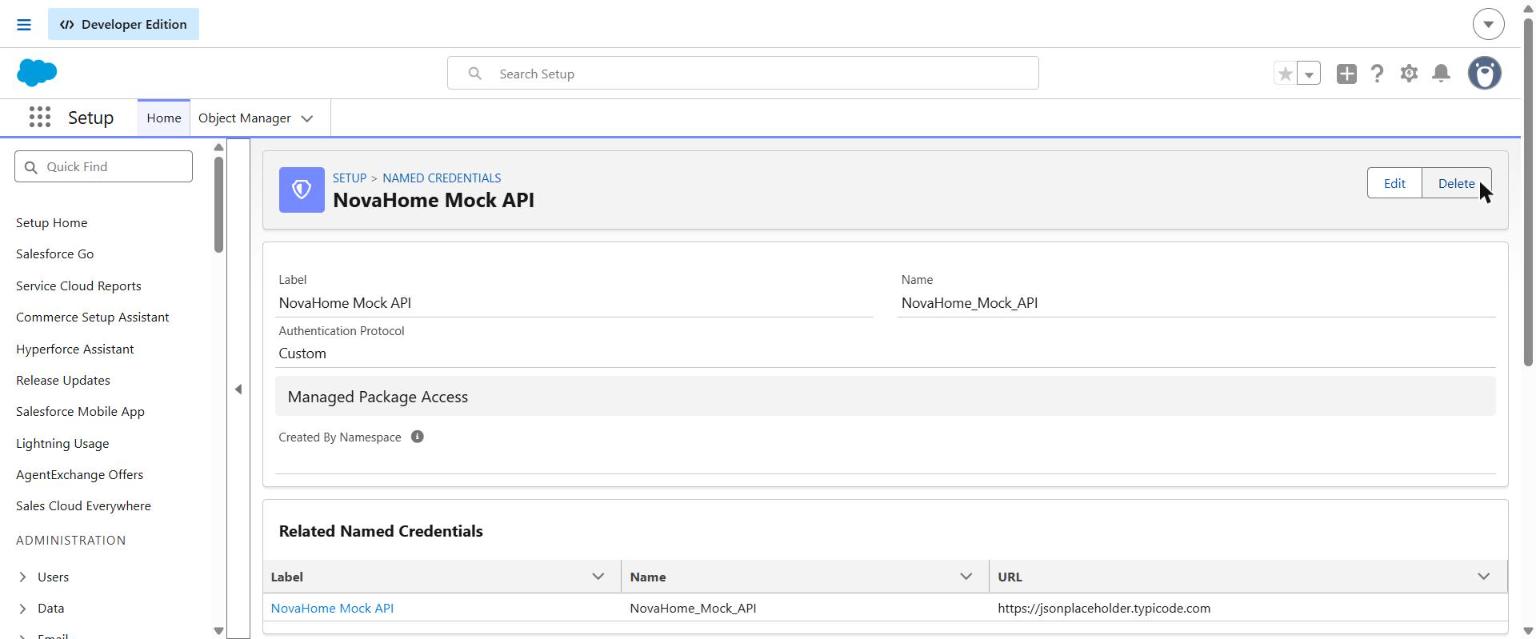 Developer Edition
Search Setup
Setup
Home
Object Manager
Quick Find
Setup Home
Salesforce Go
Service Cloud Reports
Commerce Setup Assistant
Hyperforce Assistant
Release Updates
Salesforce Mobile App
Lightning Usage
AgentExchange Offers
Sales Cloud Everywhere
ADMINISTRATION
Users
Data
Email
SETUP > NAMED CREDENTIALS
NovaHome Mock API
Edit
Delete
Label
NovaHome Mock API
Name
NovaHome_Mock_API
Authentication Protocol
Custom
Managed Package Access
Created By Namespace
Related Named Credentials
Label Name URL
NovaHome Mock API NovaHome_Mock_API https://jsonplaceholder.typicode.com